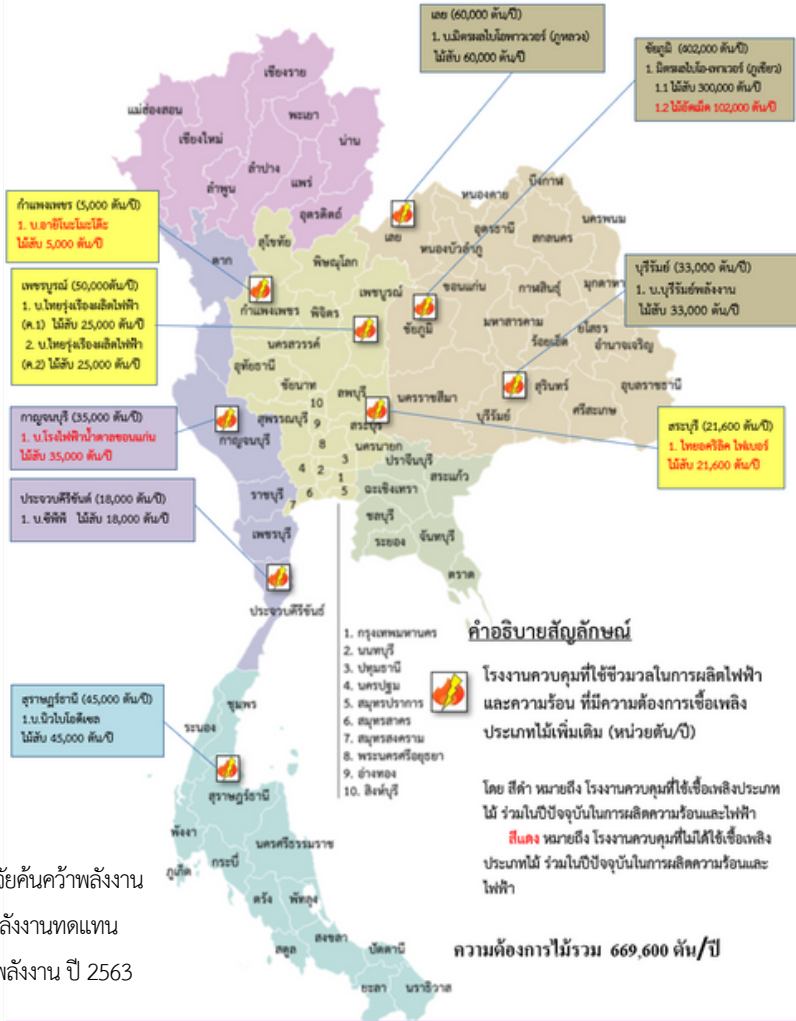 เลย (60,000 ตัน/ปี)
1. บ.มิตรผลไบโอพาวเวอร์ (ภูหลวง)
ไม้สับ 60,000 ตัน/ปี
ชัยภูมิ (402,000 ตัน/ปี)
1. มิตรผลไบโอ-พาวเวอร์ (ภูเขียว)
1.1 ไม้สับ 300,000 ตัน/ปี
1.2 ไม้อัดเม็ด 102,000 ตัน/ปี
กำแพงเพชร (5,000 ตัน/ปี)
1. บ.อายิโนะโมะโต๊ะ
ไม้สับ 5,000 ตัน/ปี
เพชรบูรณ์ (50,000ตัน/ปี)
1. บ.ไทยรุ่งเรืองผลิตไฟฟ้า
(ค.1) ไม้สับ 25,000 ตัน/ปี
2. บ.ไทยรุ่งเรืองผลิตไฟฟ้า
(ค.2) ไม้สับ 25,000 ตัน/ปี
บุรีรัมย์ (33,000 ตัน/ปี)
1. บ.บุรีรัมย์พลังงาน
ไม้สับ 33,000 ตัน/ปี
กาญจนบุรี (35,000 ตัน/ปี)
1. บ.โรงไฟฟ้าน้ำตาลขอนแก่น
ไม้สับ 35,000 ตัน/ปี
สระบุรี (21,600 ตัน/ปี)
1. ไทยอคริลิค ไฟเบอร์
ไม้สับ 21,600 ตัน/ปี
ประจวบคีรีขันต์ (18,000 ตัน/ปี)
1. บ.ซีพีพี ไม้สับ 18,000 ตัน/ปี
สุราษฎร์ธานี (45,000 ตัน/ปี)
1.บ.นิวไบโอดีเซล
ไม้สับ 45,000 ตัน/ปี
เชียงราย
แม่ฮ่องสอน
พะเยา
เชียงใหม่
น่าน
ลำปาง
ลำพูน
แพร่
อุตรดิตถ์
ตาก
สุโขทัย
พิษณุโลก
กำแพงเพชร
พิจิตร
เพชรบูรณ์
นครสวรรค์
อุทัยธานี
ชัยนาท
ลพบุรี
10
สุพรรณบุรี
9
สระบุรี
8
นครนายก
4
2
3
1
6
5
7
เลย
หนองคาย
บึงกาฬ
หนองบัวลำภู
อุดรธานี
สกลนคร
นครพนม
ขอนแก่น
กาฬสินธุ์
มุกดาหา
ชัยภูมิ
มหาสารคาม
ร้อยเอ็ด
ยโสธร
อำนาจเจริญ
นครราชสีมา
บุรีรัมย์
สุรินทร์
ศรีสะเกษ
อุบลราชธานี
ปราจีนบุรี
สระแก้ว
ฉะเชิงเทรา
ชลบุรี
ระยอง
จันทบุรี
ตราด
กาญจนบุรี
ราชบุรี
เพชรบุรี
ประจวบคีรีขันธ์
ชุมพร
ระนอง
สุราษฎร์ธานี
พังงา
นครศรีธรรมราช
ภูเก็ต
กระบี่
ตรัง
พัทลุง
สตูล
สงขลา
ปัตตานี
ยะลา
นราธิวาส
1. กรุงเทพมหานคร
2. นนทบุรี
3. ปทุมธานี
4. นครปฐม
5. สมุทรปราการ
6. สมุทรสาคร
7. สมุทรสงคราม
8. พระนครศรีอยุธยา
9. อ่างทอง
10. สิงห์บุรี
คำอธิบายสัญลักษณ์
โรงงานควบคุมที่ใช้ชีวมวลในการผลิตไฟฟ้า
และความร้อน ที่มีความต้องการเชื้อเพลิง
ประเภทไม้เพิ่มเติม (หน่วยตัน/ปี)
โดย สีดำ หมายถึง โรงงานควบคุมที่ใช้เชื้อเพลิงประเภท
ไม้ ร่วมในปีปัจจุบันในการผลิตความร้อนและไฟฟ้า
สีแดง หมายถึง โรงงานควบคุมที่ไม่ได้ใช้เชื้อเพลิง
ประเภทไม้ ร่วมในปีปัจจุบันในการผลิตความร้อนและ
ไฟฟ้า
ความต้องการไม้รวม 669,600 ตัน/ปี
ัยค้นคว้าพลังงาน
ลังงานทดแทน
พลังงาน ปี 2563